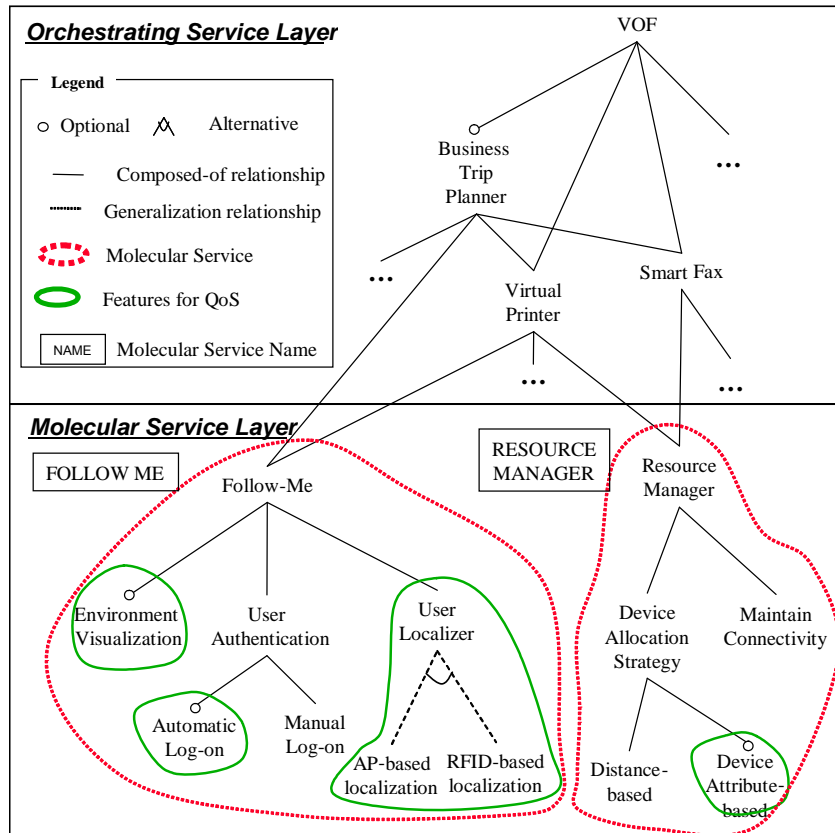 Orchestrating Service Layer
VOF
Legend
Optional
Alternative
Composed-of relationship
Generalization relationship
Molecular Service
Features for QoS
NAME
Molecular Service Name
Business
Trip
Planner
...
...
Virtual
Printer
Smart Fax
...
...
Molecular Service Layer
FOLLOW ME
RESOURCE
MANAGER
Follow-Me
Resource
Manager
Environment
Visualization
User
Authentication
User
Localizer
Device
Allocation
Strategy
Maintain
Connectivity
Automatic
Log-on
Manual
Log-on
AP-based
localization
RFID-based
localization
Distance-
based
Device
Attribute-
based